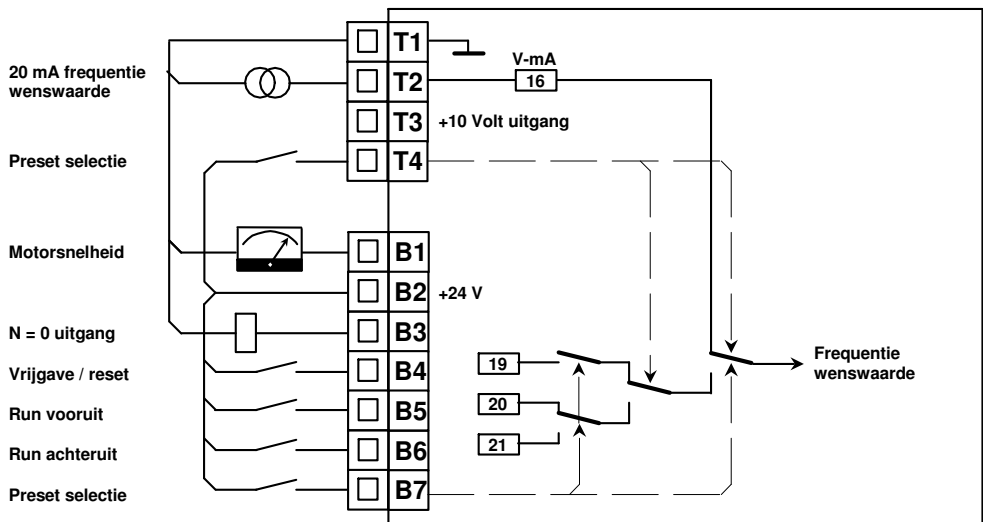 T1
V-mA
20 mA frequentie
wenswaarde
T2
16
T3
+10 Volt uitgang
Preset selectie
T4
Motorsnelheid
B1
B2
+24 V
N = 0 uitgang
B3
Vrijgave / reset
B4
19
Frequentie
wenswaarde
Run vooruit
B5
20
Run achteruit
B6
21
Preset selectie
B7